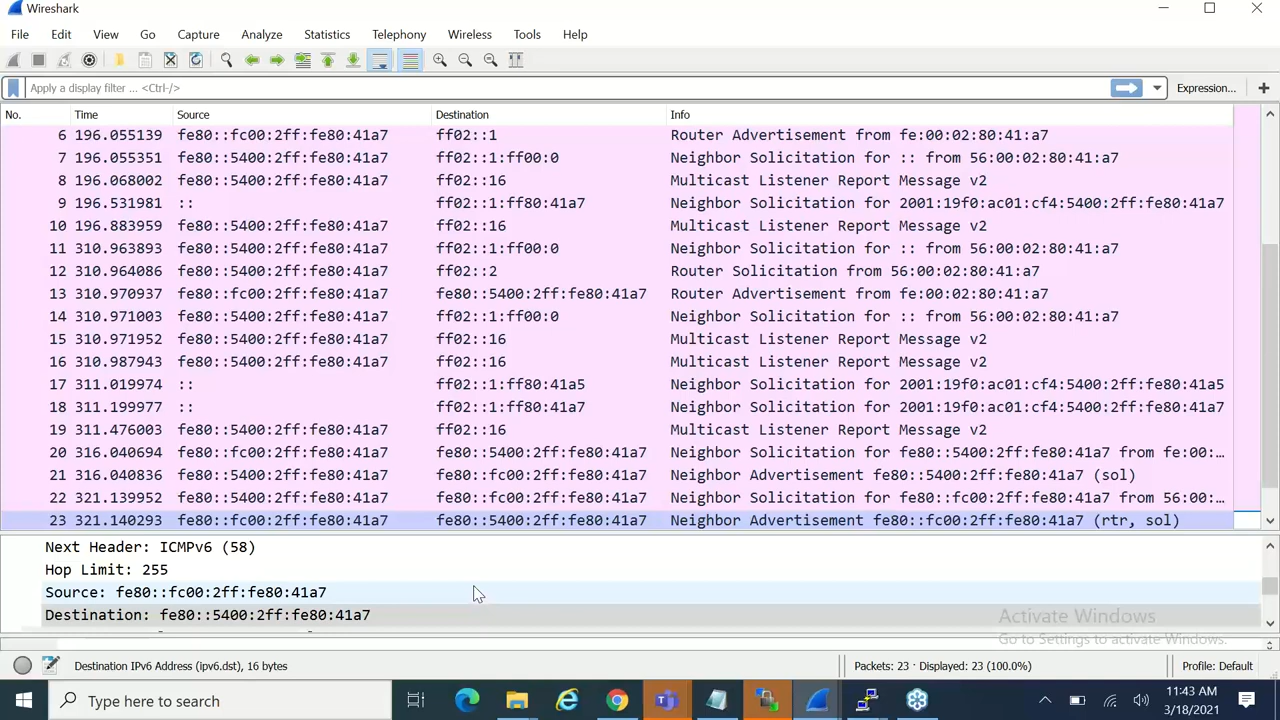 Wireshark
File Edit View Go Capture Analyze Statistics Telephony Wireless Tools Help
Apply a display filter ... <Ctrl-/> Expression... +
No. Time Source Destination Info
6 196.055139 fe80::fc00:2ff:fe80:41a7 ff02::1 Router Advertisement from fe:00:02:80:41:a7
7 196.055351 fe80::5400:2ff:fe80:41a7 ff02::1:ff00:0 Neighbor Solicitation for :: from 56:00:02:80:41:a7
8 196.068002 fe80::5400:2ff:fe80:41a7 ff02::16 Multicast Listener Report Message v2
9 196.531981 :: ff02::1:ff80:41a7 Neighbor Solicitation for 2001:19f0:ac01:cf4:5400:2ff:fe80:41a7
10 196.883959 fe80::5400:2ff:fe80:41a7 ff02::16 Multicast Listener Report Message v2
11 310.963893 fe80::5400:2ff:fe80:41a7 ff02::1:ff00:0 Neighbor Solicitation for :: from 56:00:02:80:41:a7
12 310.964086 fe80::5400:2ff:fe80:41a7 ff02::2 Router Solicitation from 56:00:02:80:41:a7
13 310.970937 fe80::fc00:2ff:fe80:41a7 fe80::5400:2ff:fe80:41a7 Router Advertisement from fe:00:02:80:41:a7
14 310.971003 fe80::5400:2ff:fe80:41a7 ff02::1:ff00:0 Neighbor Solicitation for :: from 56:00:02:80:41:a7
15 310.971952 fe80::5400:2ff:fe80:41a7 ff02::16 Multicast Listener Report Message v2
16 310.987943 fe80::5400:2ff:fe80:41a7 ff02::16 Multicast Listener Report Message v2
17 311.019974 :: ff02::1:ff80:41a5 Neighbor Solicitation for 2001:19f0:ac01:cf4:5400:2ff:fe80:41a5
18 311.199977 :: ff02::1:ff80:41a7 Neighbor Solicitation for 2001:19f0:ac01:cf4:5400:2ff:fe80:41a7
19 311.476003 fe80::5400:2ff:fe80:41a7 ff02::16 Multicast Listener Report Message v2
20 316.040694 fe80::fc00:2ff:fe80:41a7 fe80::5400:2ff:fe80:41a7 Neighbor Solicitation for fe80::5400:2ff:fe80:41a7 from fe:00:...
21 316.040836 fe80::5400:2ff:fe80:41a7 fe80::fc00:2ff:fe80:41a7 Neighbor Advertisement fe80::5400:2ff:fe80:41a7 (sol)
22 321.139952 fe80::5400:2ff:fe80:41a7 fe80::fc00:2ff:fe80:41a7 Neighbor Solicitation for fe80::fc00:2ff:fe80:41a7 from 56:00:...
23 321.140293 fe80::fc00:2ff:fe80:41a7 fe80::5400:2ff:fe80:41a7 Neighbor Advertisement fe80::fc00:2ff:fe80:41a7 (rtr, sol)
Next Header: ICMPv6 (58)
Hop Limit: 255
Source: fe80::fc00:2ff:fe80:41a7
Destination: fe80::5400:2ff:fe80:41a7
Activate Windows
Go to Settings to activate Windows.
Destination IPv6 Address (ipv6.dst), 16 bytes Packets: 23 · Displayed: 23 (100.0%) Profile: Default
Type here to search
11:43 AM
3/18/2021